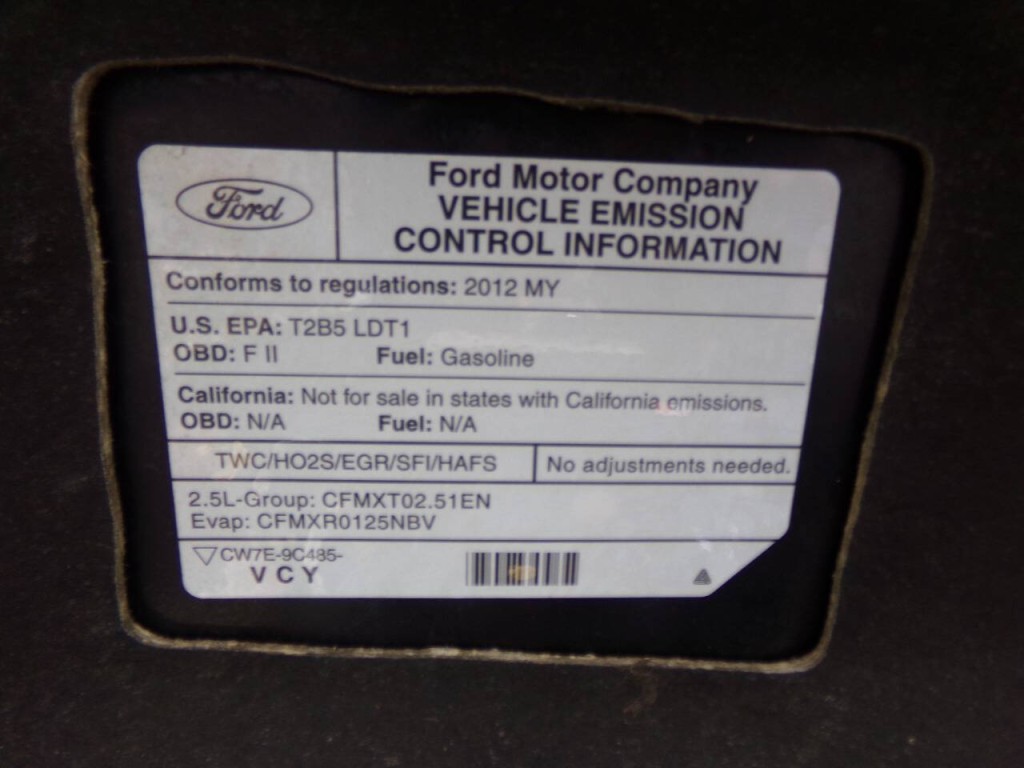 Ford
Ford Motor Company
VEHICLE EMISSION
CONTROL INFORMATION
Conforms to regulations: 2012 MY
U.S. EPA: T2B5 LDT1
OBD: F II Fuel: Gasoline
California: Not for sale in states with California emissions.
OBD: N/A Fuel: N/A
TWC/HO2S/EGR/SFI/HAFS No adjustments needed.
2.5L-Group: CFMXT02.51EN
Evap: CFMXR0125NBV
CW7E-9C485-
V C Y